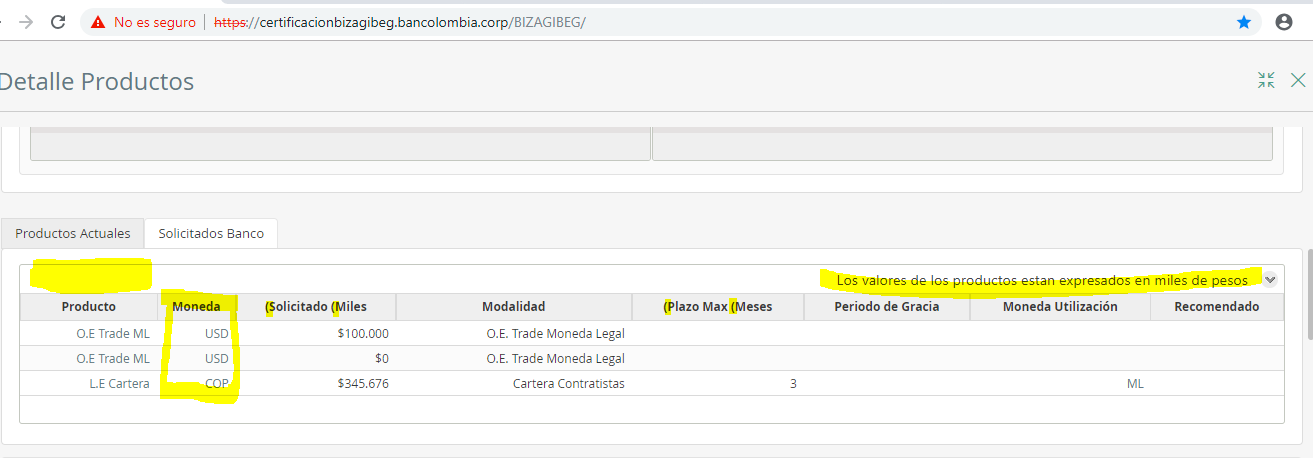 No es seguro | https://certificacionbizagibeg.bancolombia.corp/BIZAGIBEG/
Detalle Productos
Productos Actuales Solicitados Banco
Los valores de los productos estan expresados en miles de pesos
Producto Moneda (Solicitado (Miles Modalidad (Plazo Max (Meses Periodo de Gracia Moneda Utilización Recomendado
O.E Trade ML USD $100.000 O.E. Trade Moneda Legal
O.E Trade ML USD $0 O.E. Trade Moneda Legal
L.E Cartera COP $345.676 Cartera Contratistas 3 ML